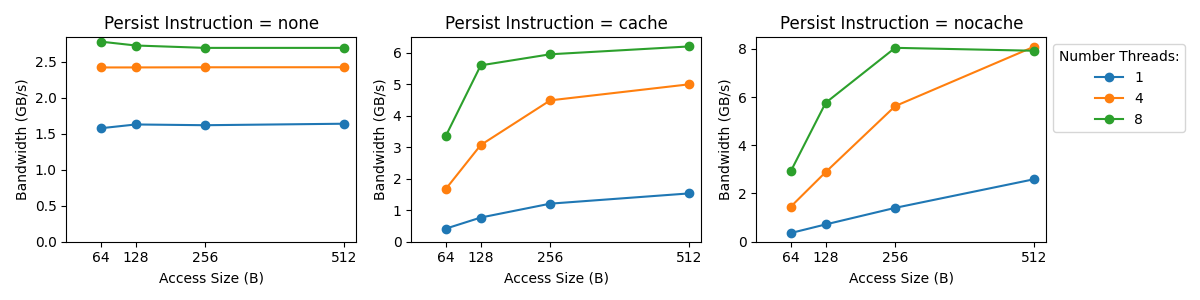 Persist Instruction = none
Bandwidth (GB/s)
2.5
2.0
1.5
1.0
0.5
0.0
64 128 256 512
Access Size (B)
Persist Instruction = cache
Bandwidth (GB/s)
6
5
4
3
2
1
0
64 128 256 512
Access Size (B)
Persist Instruction = nocache
Bandwidth (GB/s)
8
6
4
2
0
64 128 256 512
Access Size (B)
Number Threads:
1
4
8